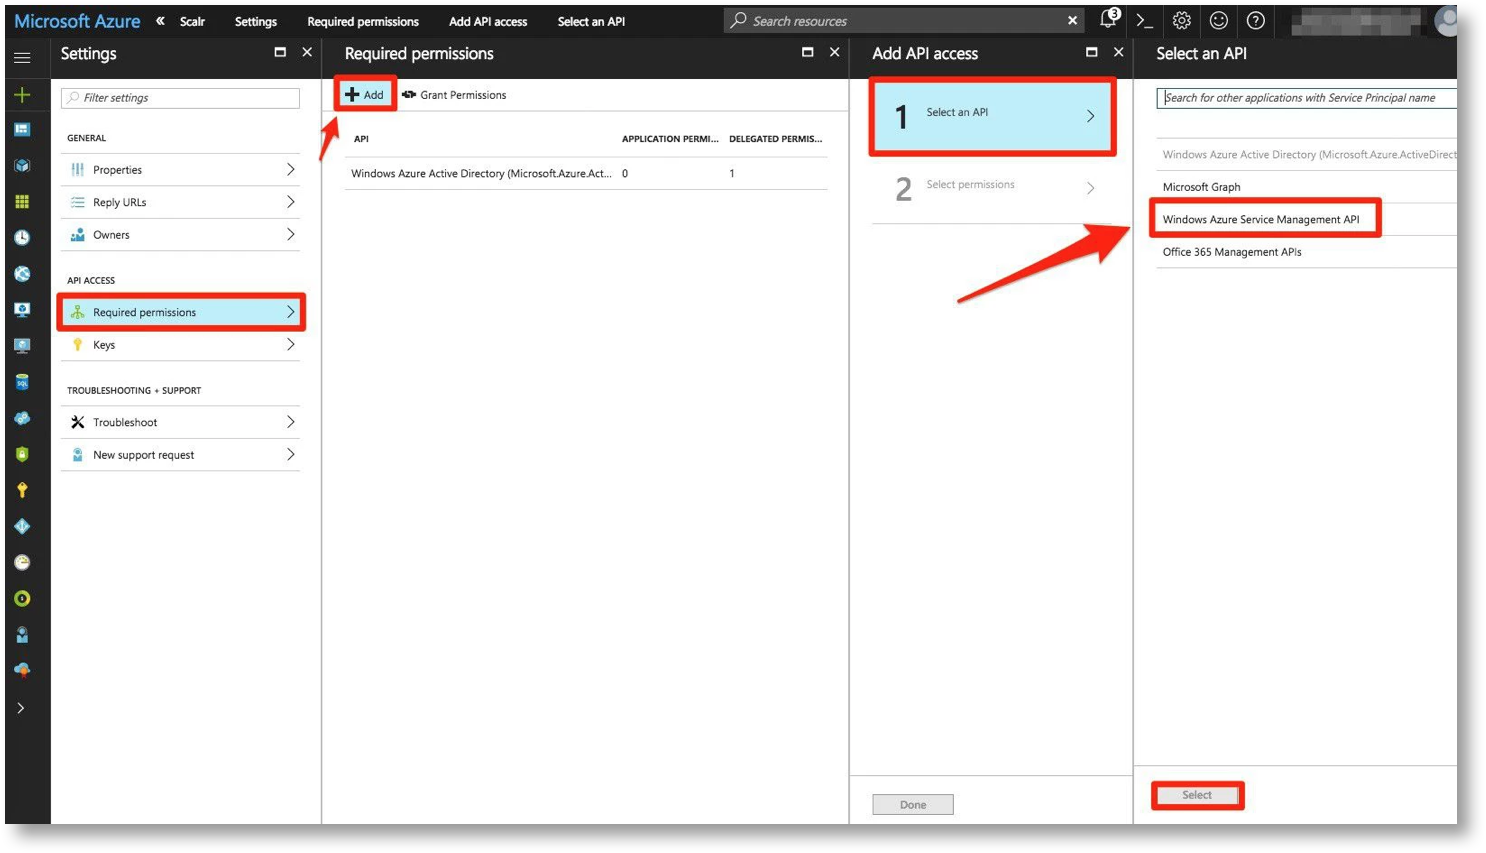 Microsoft Azure « Scalr Settings Required permissions Add API access Select an API Search resources 3
Settings
Filter settings
GENERAL
Properties
Reply URLs
Owners
API ACCESS
Required permissions
Keys
TROUBLESHOOTING + SUPPORT
Troubleshoot
New support request
Required permissions
Add Grant Permissions
API APPLICATION PERMI... DELEGATED PERMIS...
Windows Azure Active Directory (Microsoft.Azure.Act... 0 1
Add API access
1 Select an API
2 Select permissions
Done
Select an API
Search for other applications with Service Principal name
Windows Azure Active Directory (Microsoft.Azure.ActiveDirect
Microsoft Graph
Windows Azure Service Management API
Office 365 Management APIs
Select